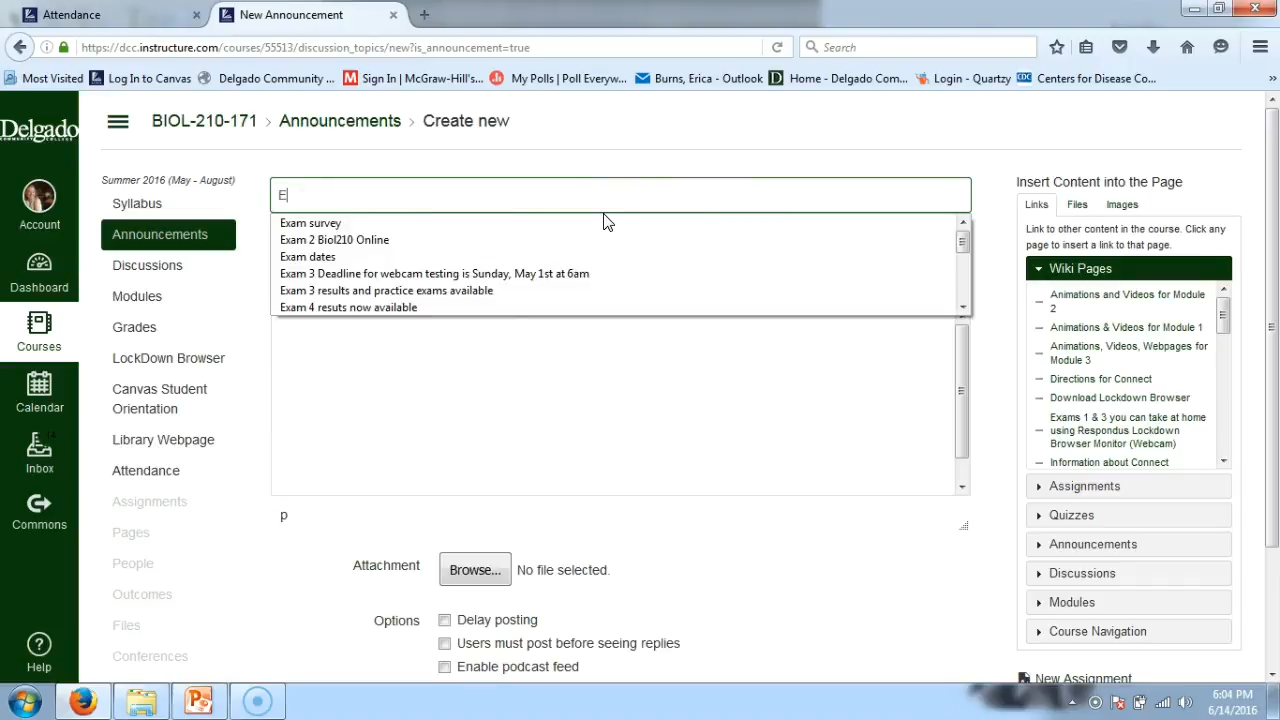 Attendance
New Announcement
https://dcc.instructure.com/courses/55513/discussion_topics/new?is_announcement=true
Search
Most Visited
Log In to Canvas
Delgado Community ...
Sign In | McGraw-Hill's...
My Polls | Poll Everyw...
Burns, Erica - Outlook
Home - Delgado Com...
Login - Quartzy
CDC Centers for Disease Co...
Delgado
COMMUNITY COLLEGE
Account
Dashboard
Courses
Calendar
14
Inbox
Commons
Help
BIOL-210-171 > Announcements > Create new
Summer 2016 (May - August)
Syllabus
Announcements
Discussions
Modules
Grades
LockDown Browser
Canvas Student
Orientation
Library Webpage
Attendance
Assignments
Pages
People
Outcomes
Files
Conferences
E
Exam survey
Exam 2 Biol210 Online
Exam dates
Exam 3 Deadline for webcam testing is Sunday, May 1st at 6am
Exam 3 results and practice exams available
Exam 4 resuts now available
p
Attachment
Browse... No file selected.
Options
Delay posting
Users must post before seeing replies
Enable podcast feed
Insert Content into the Page
Links
Files
Images
Link to other content in the course. Click any
page to insert a link to that page.
Wiki Pages
Animations and Videos for Module
2
Animations & Videos for Module 1
Animations, Videos, Webpages for
Module 3
Directions for Connect
Download Lockdown Browser
Exams 1 & 3 you can take at home
using Respondus Lockdown
Browser Monitor (Webcam)
Information about Connect
Assignments
Quizzes
Announcements
Discussions
Modules
Course Navigation
New Assignment
6:04 PM
6/14/2016